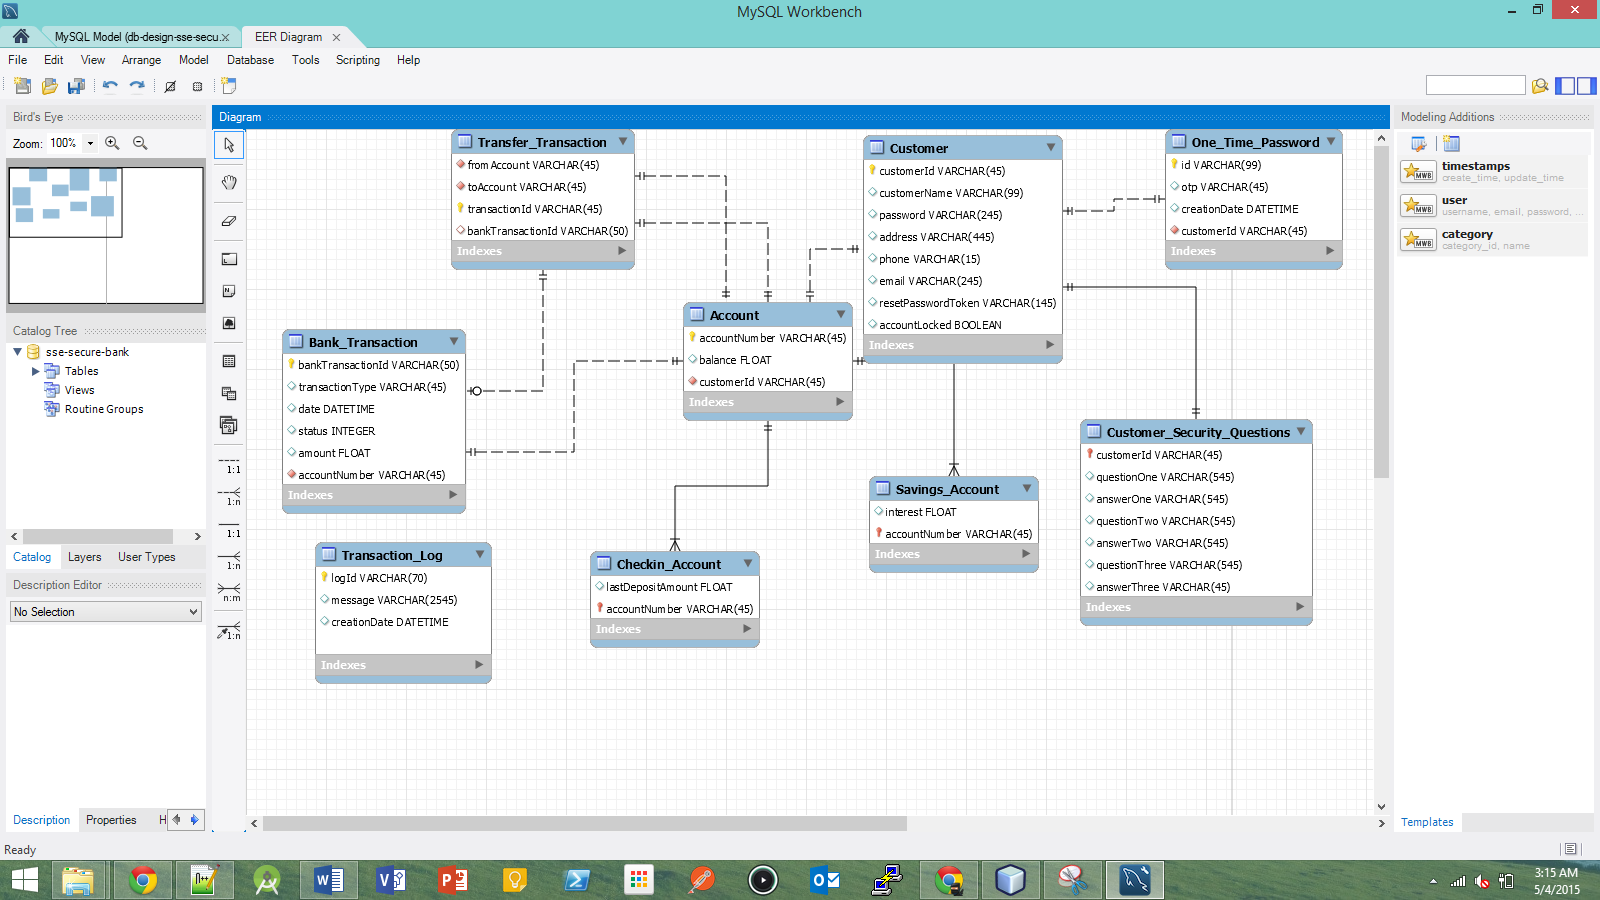 MySQL Workbench
MySQL Model (db-design-sse-secu... x
EER Diagram x
File Edit View Arrange Model Database Tools Scripting Help
Bird's Eye
Zoom: 100%
Catalog Tree
sse-secure-bank
Tables
Views
Routine Groups
Catalog Layers User Types
Description Editor
No Selection
Description Properties H
Ready
Diagram
1:1
1:n
1:1
1:n
n:m
1:n
Transfer_Transaction
fromAccount VARCHAR(45)
toAccount VARCHAR(45)
transactionId VARCHAR(45)
bankTransactionId VARCHAR(50)
Indexes
Customer
customerId VARCHAR(45)
customerName VARCHAR(99)
password VARCHAR(245)
address VARCHAR(445)
phone VARCHAR(15)
email VARCHAR(245)
resetPasswordToken VARCHAR(145)
accountLocked BOOLEAN
Indexes
One_Time_Password
id VARCHAR(99)
otp VARCHAR(45)
creationDate DATETIME
customerId VARCHAR(45)
Indexes
Bank_Transaction
bankTransactionId VARCHAR(50)
transactionType VARCHAR(45)
date DATETIME
status INTEGER
amount FLOAT
accountNumber VARCHAR(45)
Indexes
Account
accountNumber VARCHAR(45)
balance FLOAT
customerId VARCHAR(45)
Indexes
Customer_Security_Questions
customerId VARCHAR(45)
questionOne VARCHAR(545)
answerOne VARCHAR(545)
questionTwo VARCHAR(545)
answerTwo VARCHAR(545)
questionThree VARCHAR(545)
answerThree VARCHAR(45)
Indexes
Savings_Account
interest FLOAT
accountNumber VARCHAR(45)
Indexes
Transaction_Log
logId VARCHAR(70)
message VARCHAR(2545)
creationDate DATETIME
Indexes
Checkin_Account
lastDepositAmount FLOAT
accountNumber VARCHAR(45)
Indexes
Modeling Additions
timestamps
create_time, update_time
user
username, email, password, ...
category
category_id, name
MWB
MWB
MWB
Templates
3:15 AM
5/4/2015